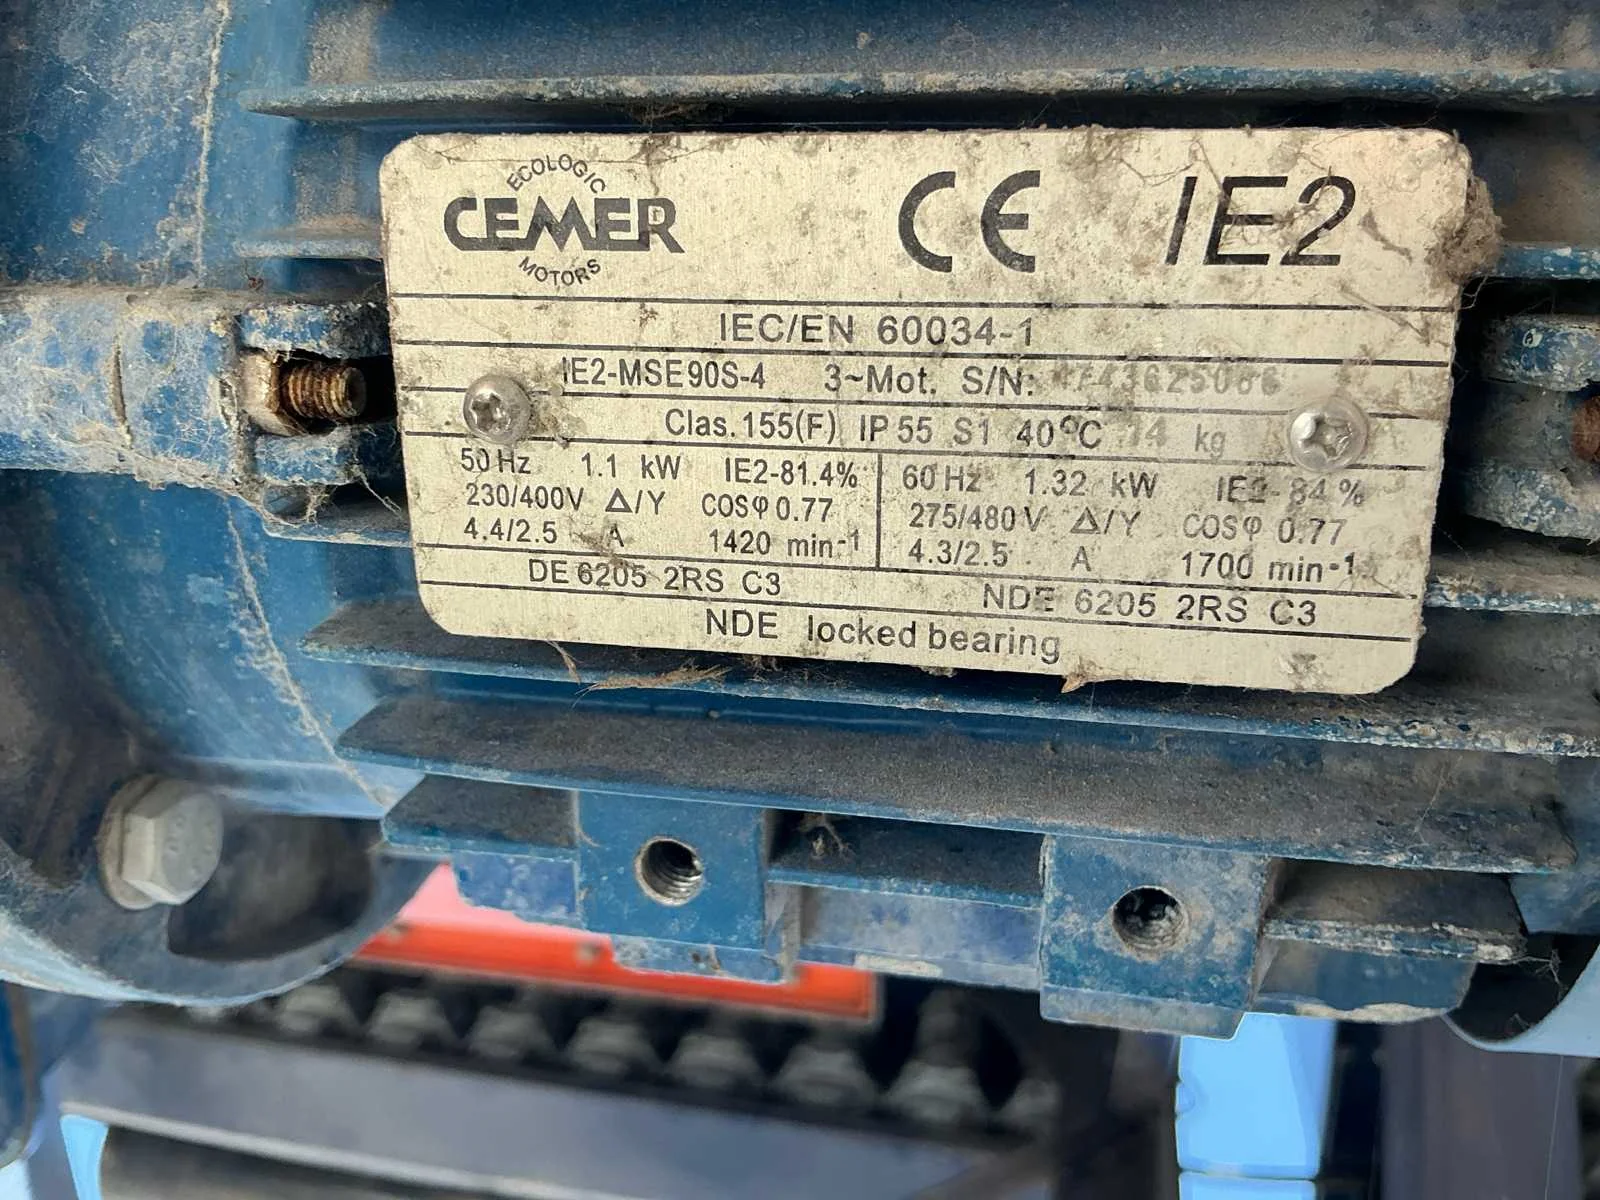 ECOLOGIC
CEMER
MOTORS
CE IE2
IEC/EN 60034-1
IE2-MSE90S-4 3~Mot. S/N:
Clas. 155(F) IP 55 S1 40°C 14 kg
50 Hz 1.1 kW IE2-81.4% 60 Hz 1.32 kW IE2-84%
230/400V Δ/Y COSφ 0.77 275/480V Δ/Y COSφ 0.77
4.4/2.5 A 1420 min-1 4.3/2.5 A 1700 min-1
DE 6205 2RS C3 NDE 6205 2RS C3
NDE locked bearing